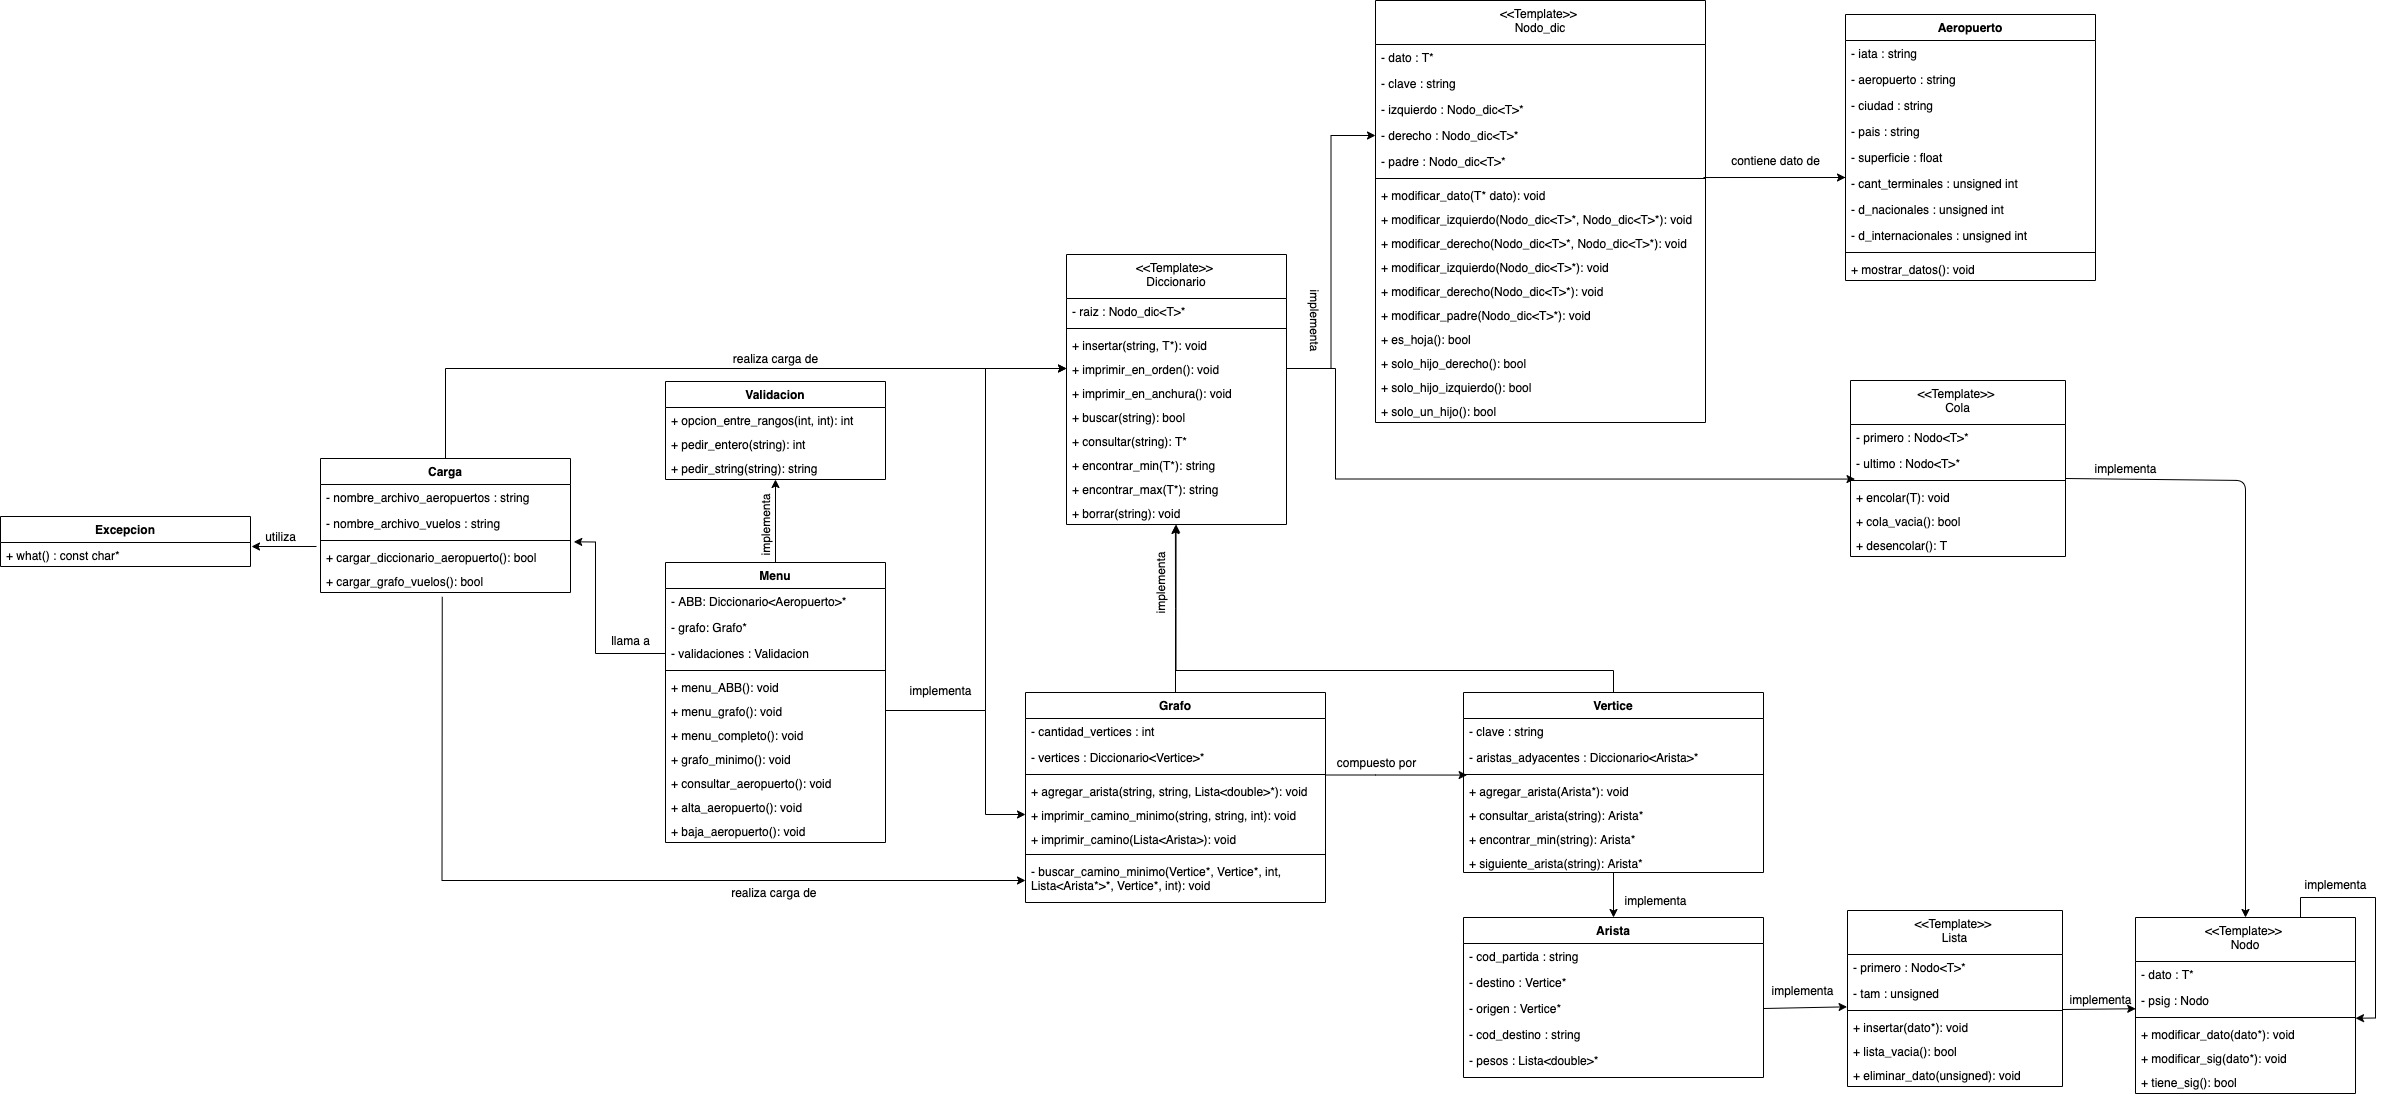 <<Template>>
Nodo_dic
- dato : T*
- clave : string
- izquierdo : Nodo_dic<T>*
- derecho : Nodo_dic<T>*
- padre : Nodo_dic<T>*
+ modificar_dato(T* dato): void
+ modificar_izquierdo(Nodo_dic<T>*, Nodo_dic<T>*): void
+ modificar_derecho(Nodo_dic<T>*, Nodo_dic<T>*): void
+ modificar_izquierdo(Nodo_dic<T>*): void
+ modificar_derecho(Nodo_dic<T>*): void
+ modificar_padre(Nodo_dic<T>*): void
+ es_hoja(): bool
+ solo_hijo_derecho(): bool
+ solo_hijo_izquierdo(): bool
+ solo_un_hijo(): bool
contiene dato de
Aeropuerto
- iata : string
- aeropuerto : string
- ciudad : string
- pais : string
- superficie : float
- cant_terminales : unsigned int
- d_nacionales : unsigned int
- d_internacionales : unsigned int
+ mostrar_datos(): void
<<Template>>
Diccionario
- raiz : Nodo_dic<T>*
+ insertar(string, T*): void
+ imprimir_en_orden(): void
+ imprimir_en_anchura(): void
+ buscar(string): bool
+ consultar(string): T*
+ encontrar_min(T*): string
+ encontrar_max(T*): string
+ borrar(string): void
implementa
realiza carga de
Validacion
+ opcion_entre_rangos(int, int): int
+ pedir_entero(string): int
+ pedir_string(string): string
implementa
<<Template>>
Cola
- primero : Nodo<T>*
- ultimo : Nodo<T>*
+ encolar(T): void
+ cola_vacia(): bool
+ desencolar(): T
implementa
Carga
- nombre_archivo_aeropuertos : string
- nombre_archivo_vuelos : string
+ cargar_diccionario_aeropuerto(): bool
+ cargar_grafo_vuelos(): bool
Excepcion
+ what() : const char*
utiliza
llama a
Menu
- ABB: Diccionario<Aeropuerto>*
- grafo: Grafo*
- validaciones : Validacion
+ menu_ABB(): void
+ menu_grafo(): void
+ menu_completo(): void
+ grafo_minimo(): void
+ consultar_aeropuerto(): void
+ alta_aeropuerto(): void
+ baja_aeropuerto(): void
implementa
implementa
realiza carga de
Grafo
- cantidad_vertices : int
- vertices : Diccionario<Vertice>*
+ agregar_arista(string, string, Lista<double>*): void
+ imprimir_camino_minimo(string, string, int): void
+ imprimir_camino(Lista<Arista>): void
- buscar_camino_minimo(Vertice*, Vertice*, int,
Lista<Arista*>*, Vertice*, int): void
compuesto por
Vertice
- clave : string
- aristas_adyacentes : Diccionario<Arista>*
+ agregar_arista(Arista*): void
+ consultar_arista(string): Arista*
+ encontrar_min(string): Arista*
+ siguiente_arista(string): Arista*
implementa
Arista
- cod_partida : string
- destino : Vertice*
- origen : Vertice*
- cod_destino : string
- pesos : Lista<double>*
implementa
<<Template>>
Lista
- primero : Nodo<T>*
- tam : unsigned
+ insertar(dato*): void
+ lista_vacia(): bool
+ eliminar_dato(unsigned): void
implementa
implementa
<<Template>>
Nodo
- dato : T*
- psig : Nodo
+ modificar_dato(dato*): void
+ modificar_sig(dato*): void
+ tiene_sig(): bool